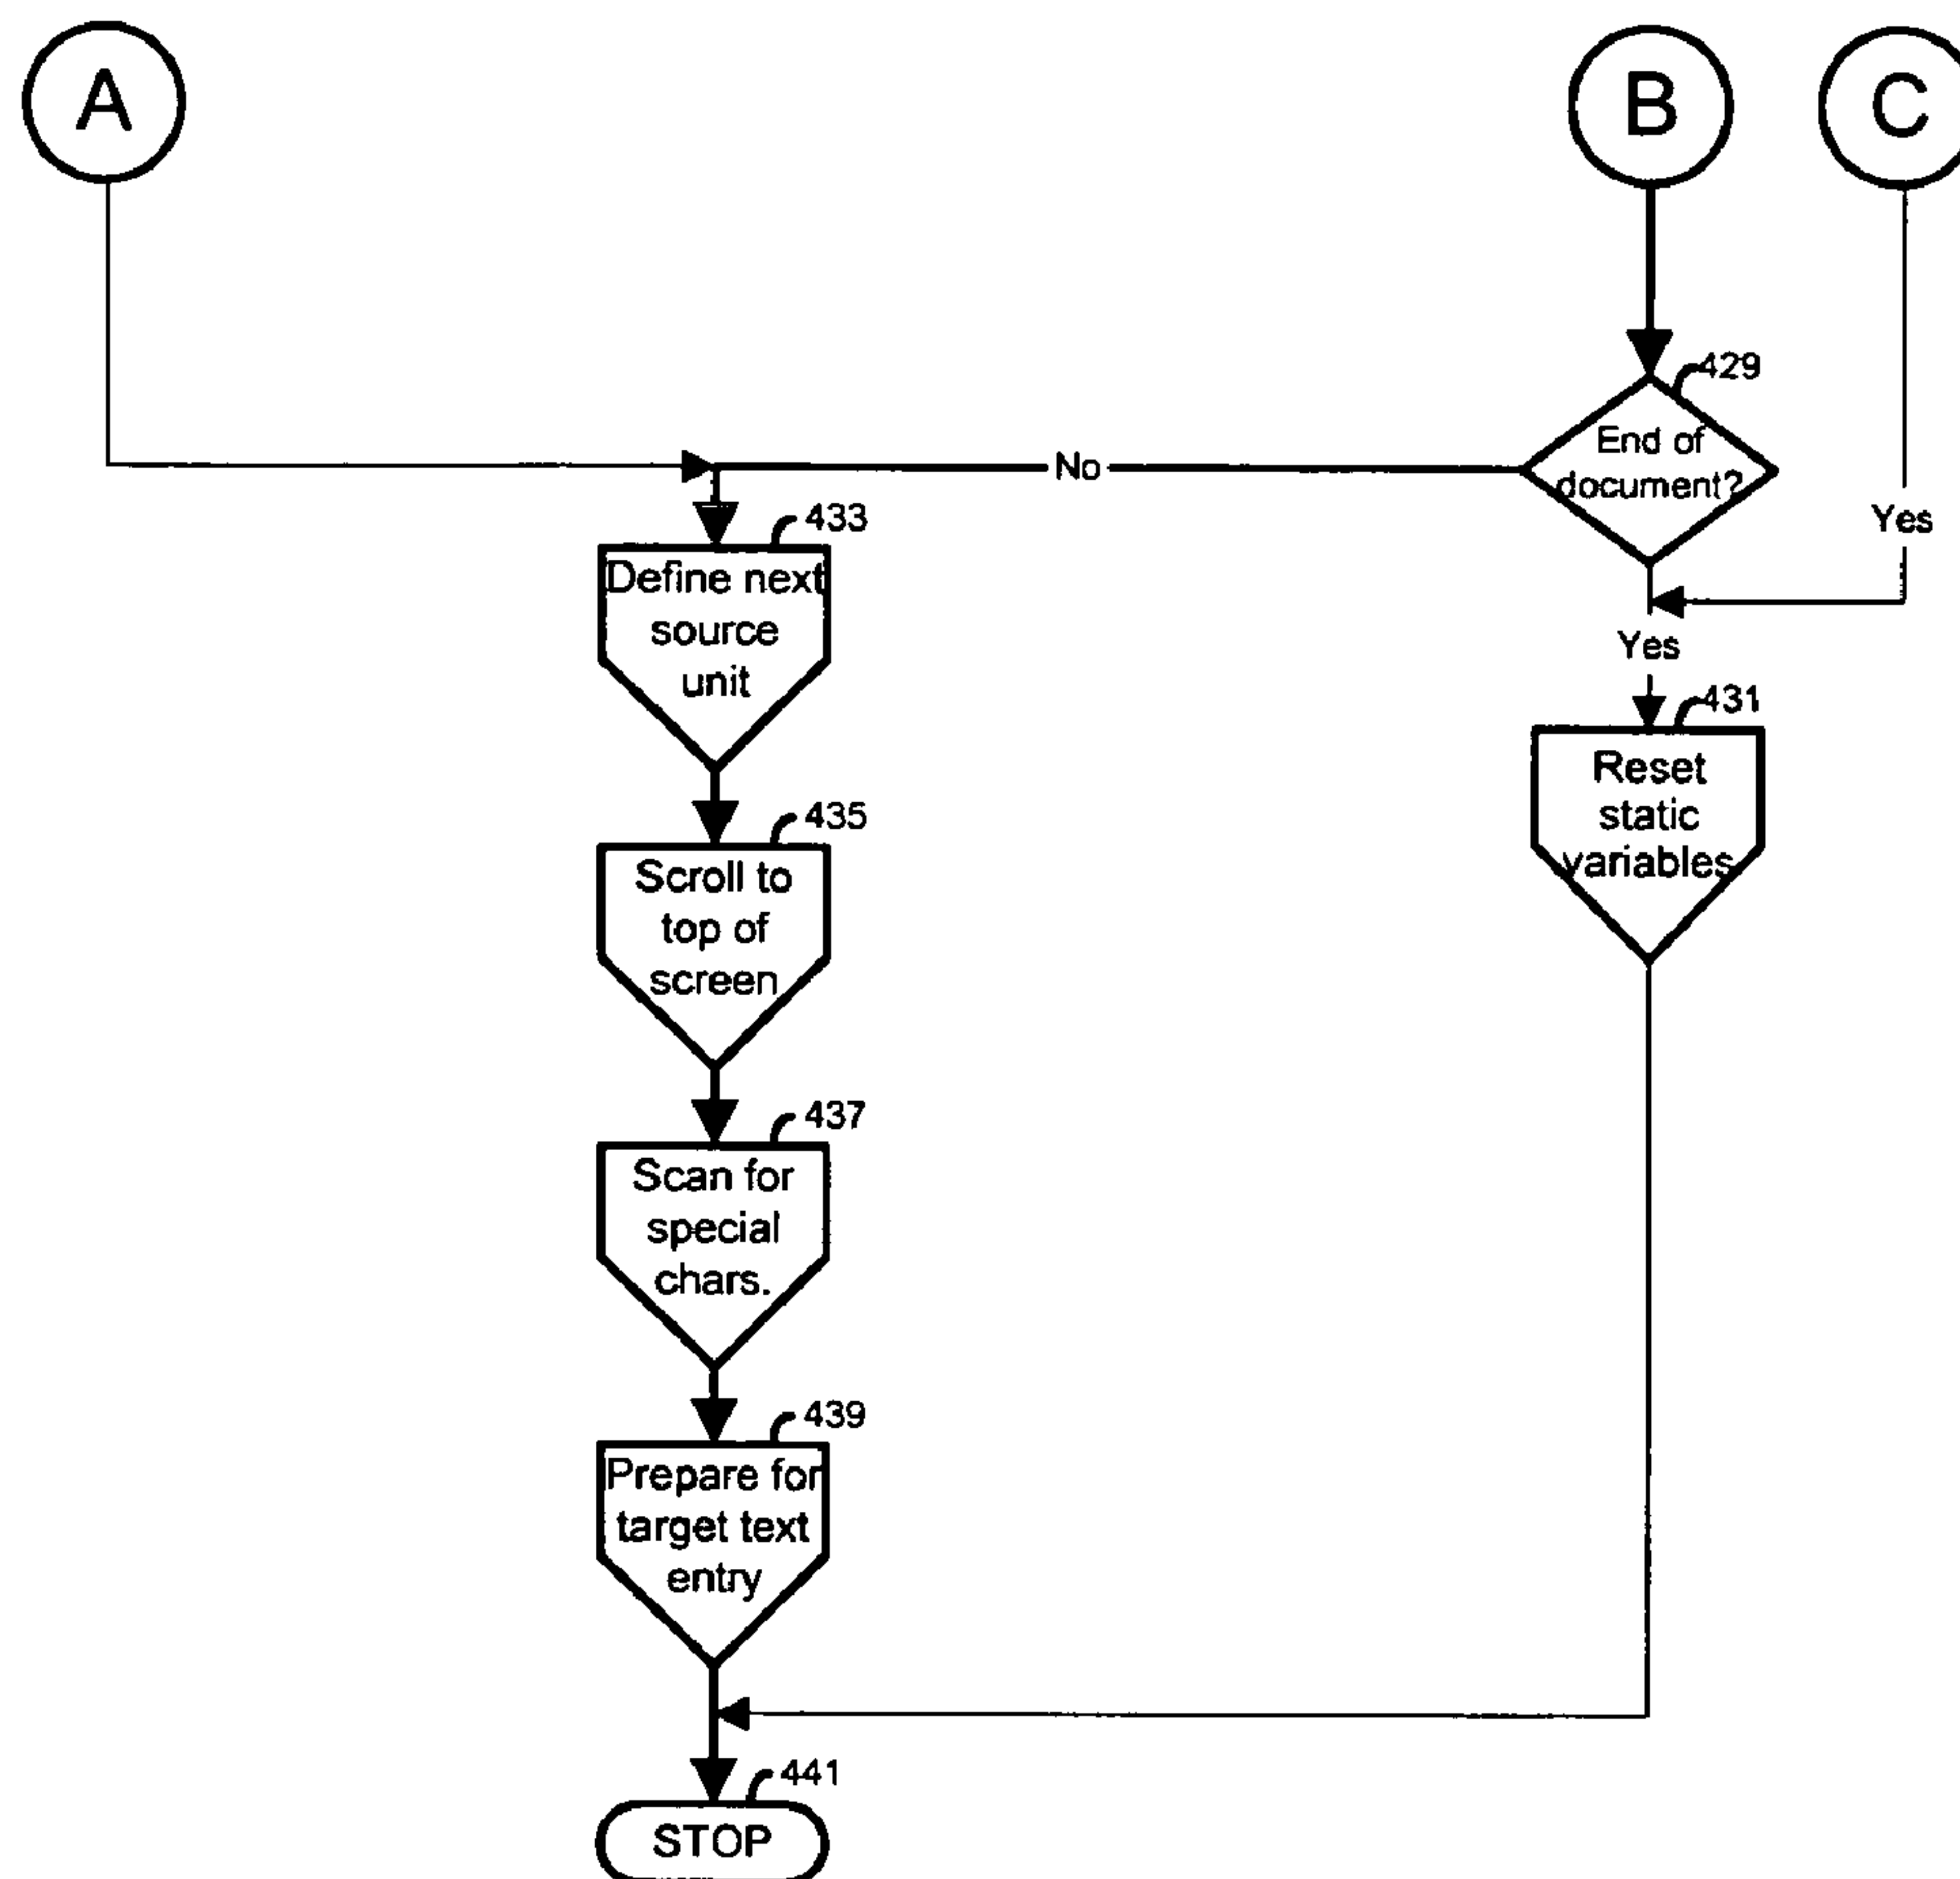 A
B
C
429
End of
document?
No
Yes
433
Define next
source
unit
Yes
431
Reset
static
variables
435
Scroll to
top of
screen
437
Scan for
special
chars.
439
Prepare for
target text
entry
441
STOP